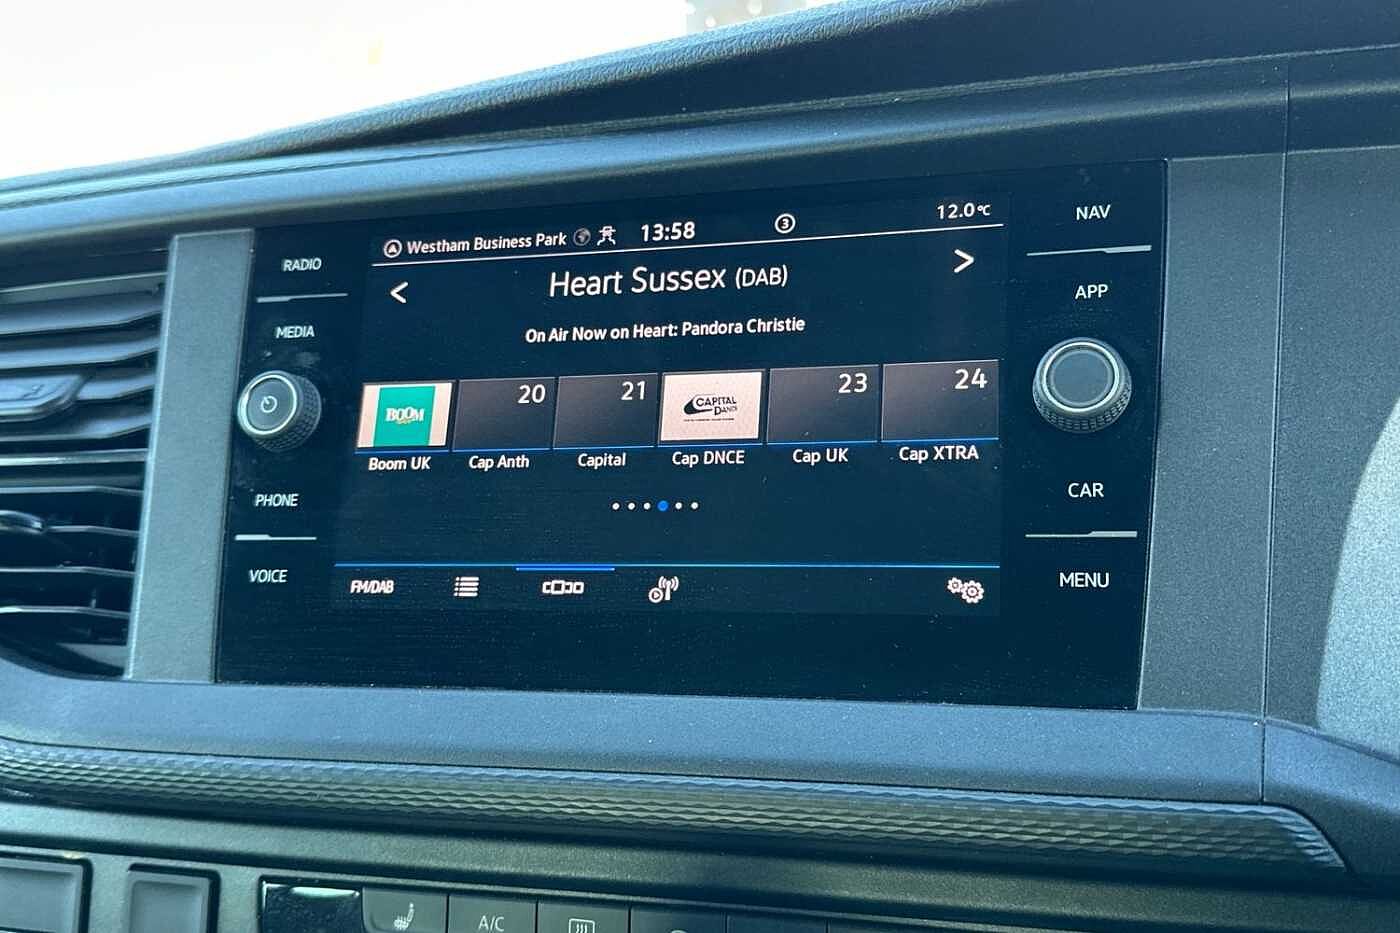 Westham Business Park 13:58 3 12.0°C
RADIO
MEDIA
PHONE
VOICE
< Heart Sussex (DAB) >
On Air Now on Heart: Pandora Christie
BOOM
20
21
CAPITAL
DANCE
23
24
Boom UK
Cap Anth
Capital
Cap DNCE
Cap UK
Cap XTRA
FM/DAB
NAV
APP
CAR
MENU
A/C